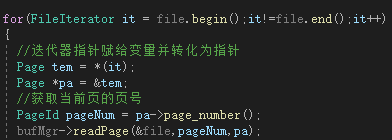 for(FileIterator it = file.begin();it!=file.end();it++)
{
//迭代器指针赋给变量并转化为指针
Page tem = *(it);
Page *pa = &tem;
//获取当前页的页号
PageId pageNum = pa->page_number();
bufMgr->readPage(&file,pageNum,pa);